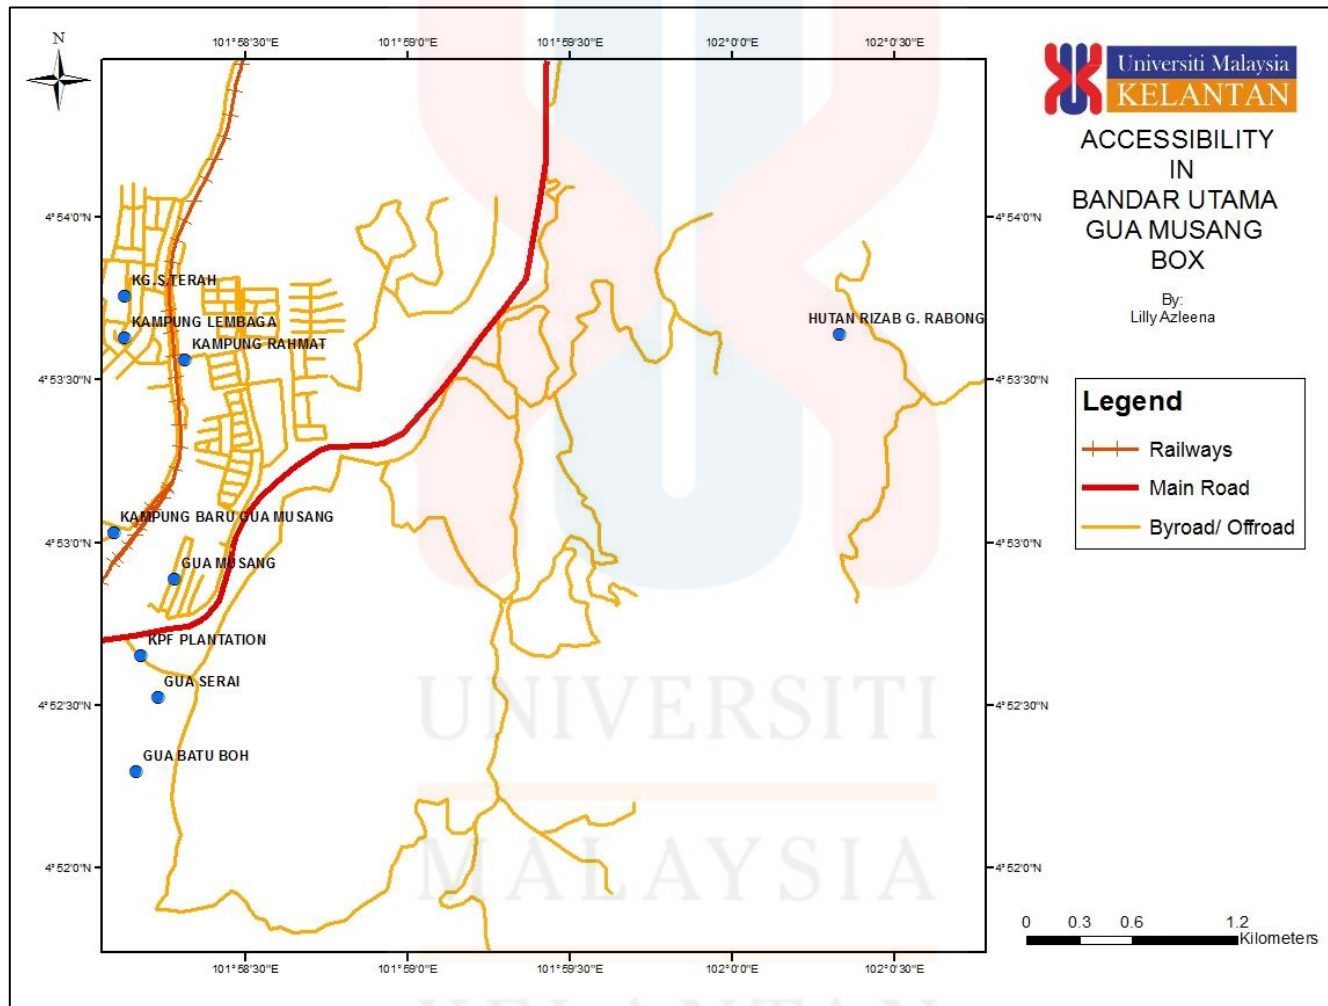 N
101°58'30"E
101°59'0"E
101°59'30"E
102°0'0"E
102°0'30"E
4°54'0"N
4°54'0"N
KG.S.TERAH
KAMPUNG LEMBAGA
KAMPUNG RAHMAT
HUTAN RIZAB G. RABONG
4°53'30"N
4°53'30"N
KAMPUNG BARU GUA MUSANG
4°53'0"N
4°53'0"N
GUA MUSANG
KPF PLANTATION
GUA SERAI
4°52'30"N
4°52'30"N
GUA BATU BOH
4°52'0"N
4°52'0"N
101°58'30"E
101°59'0"E
101°59'30"E
102°0'0"E
102°0'30"E
Universiti Malaysia
KELANTAN
ACCESSIBILITY
IN
BANDAR UTAMA
GUA MUSANG
BOX
By:
Lilly Azleena
Legend
Railways
Main Road
Byroad/ Offroad
0 0.3 0.6 1.2
Kilometers
UNIVERSITI
MALAYSIA
KELANTAN